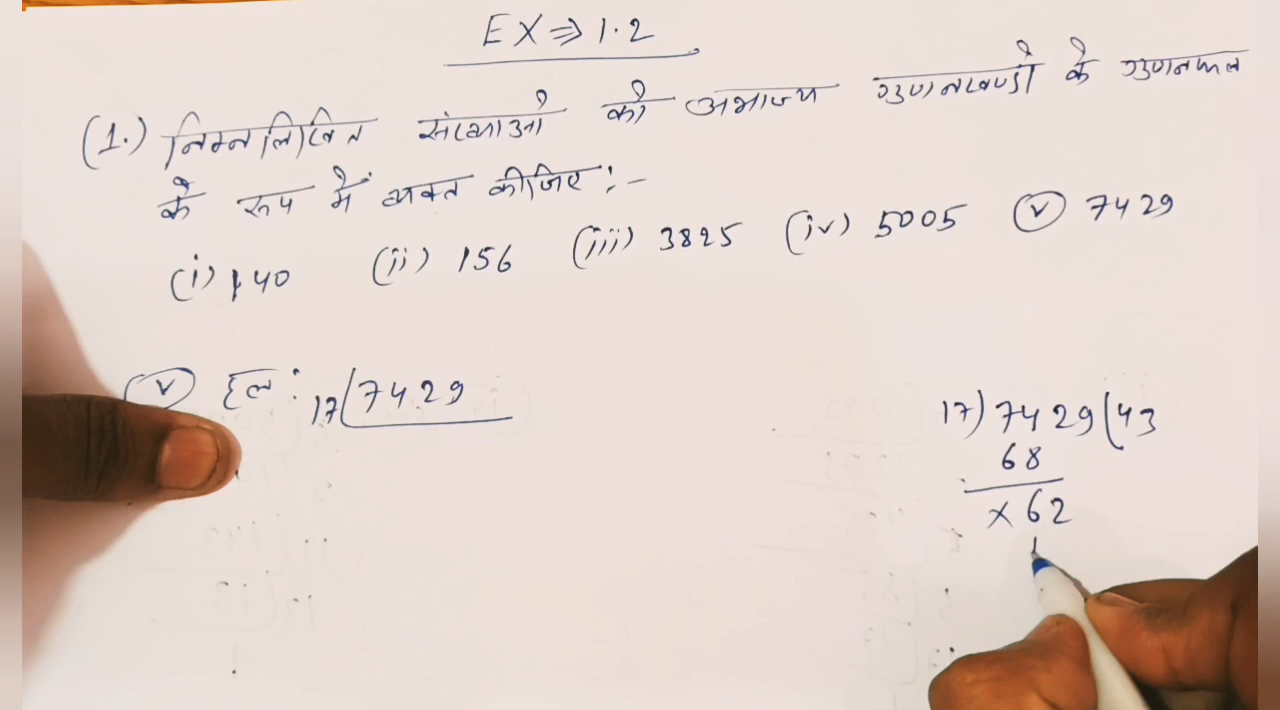 EX⇒1.2
(1.) निम्नलिखित संख्याओ को अभाज्य गुणनखण्डो के गुणनफल
के रूप में व्यक्त कीजिए:-
(i) 140 (ii) 156 (iii) 3825 (iv) 5005 (v) 7429
(v) हल: 17(7429
17)7429(43
68
×62